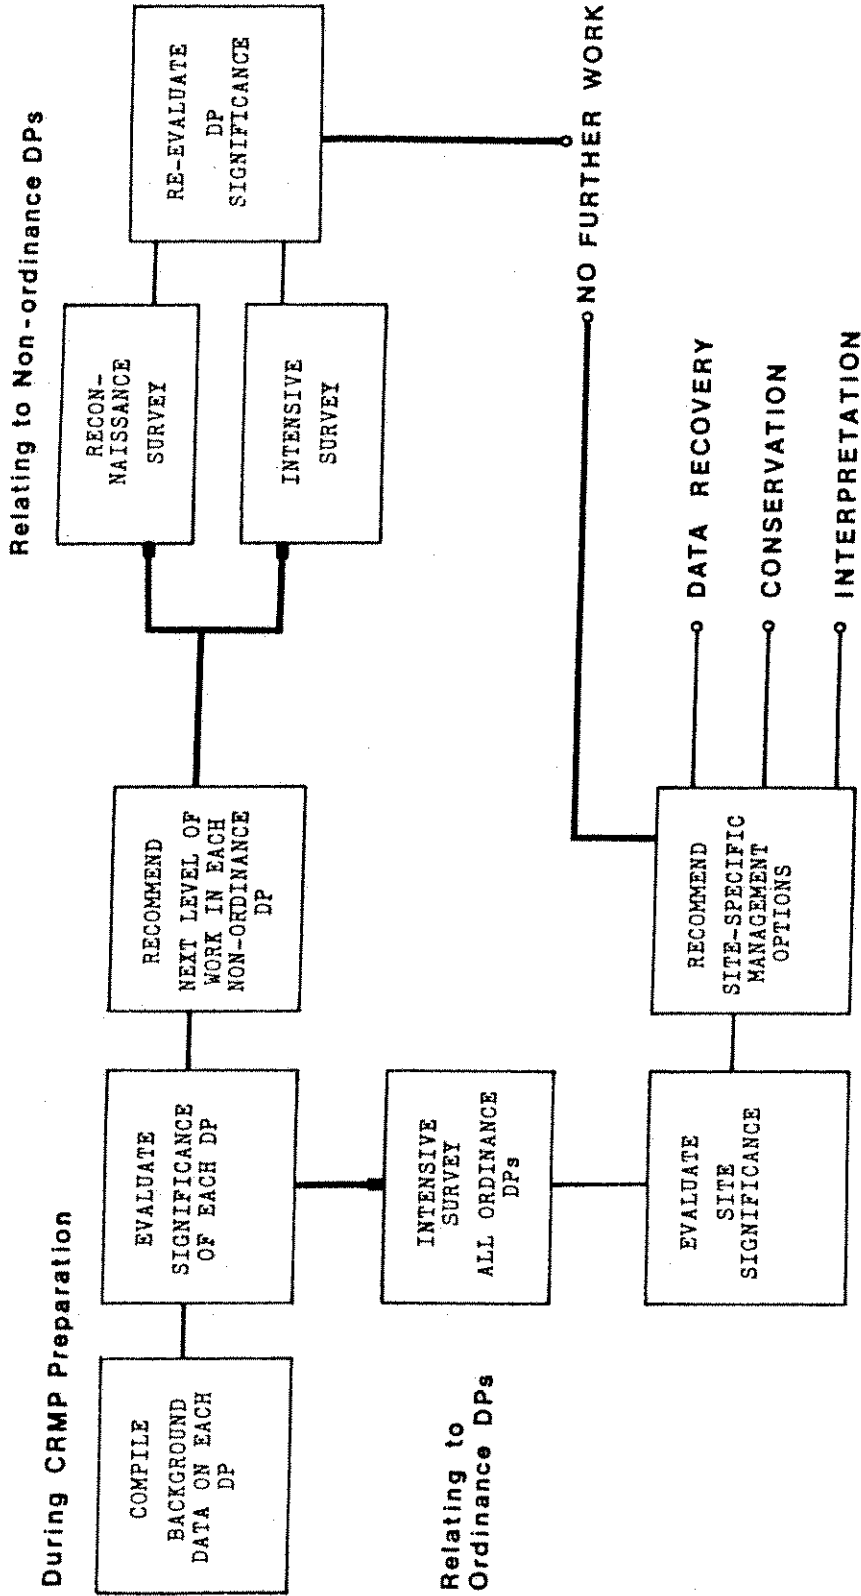 During CRMP Preparation
Relating to Non-ordinance DPs
COMPILE
BACKGROUND
DATA ON EACH
DP
EVALUATE
SIGNIFICANCE
OF EACH DP
RECOMMEND
NEXT LEVEL OF
WORK IN EACH
NON-ORDINANCE
DP
RECON-
NAISSANCE
SURVEY
INTENSIVE
SURVEY
RE-EVALUATE
DP
SIGNIFICANCE
Relating to
Ordinance DPs
INTENSIVE
SURVEY
ALL ORDINANCE
DPs
EVALUATE
SITE
SIGNIFICANCE
RECOMMEND
SITE-SPECIFIC
MANAGEMENT
OPTIONS
NO FURTHER WORK
DATA RECOVERY
CONSERVATION
INTERPRETATION